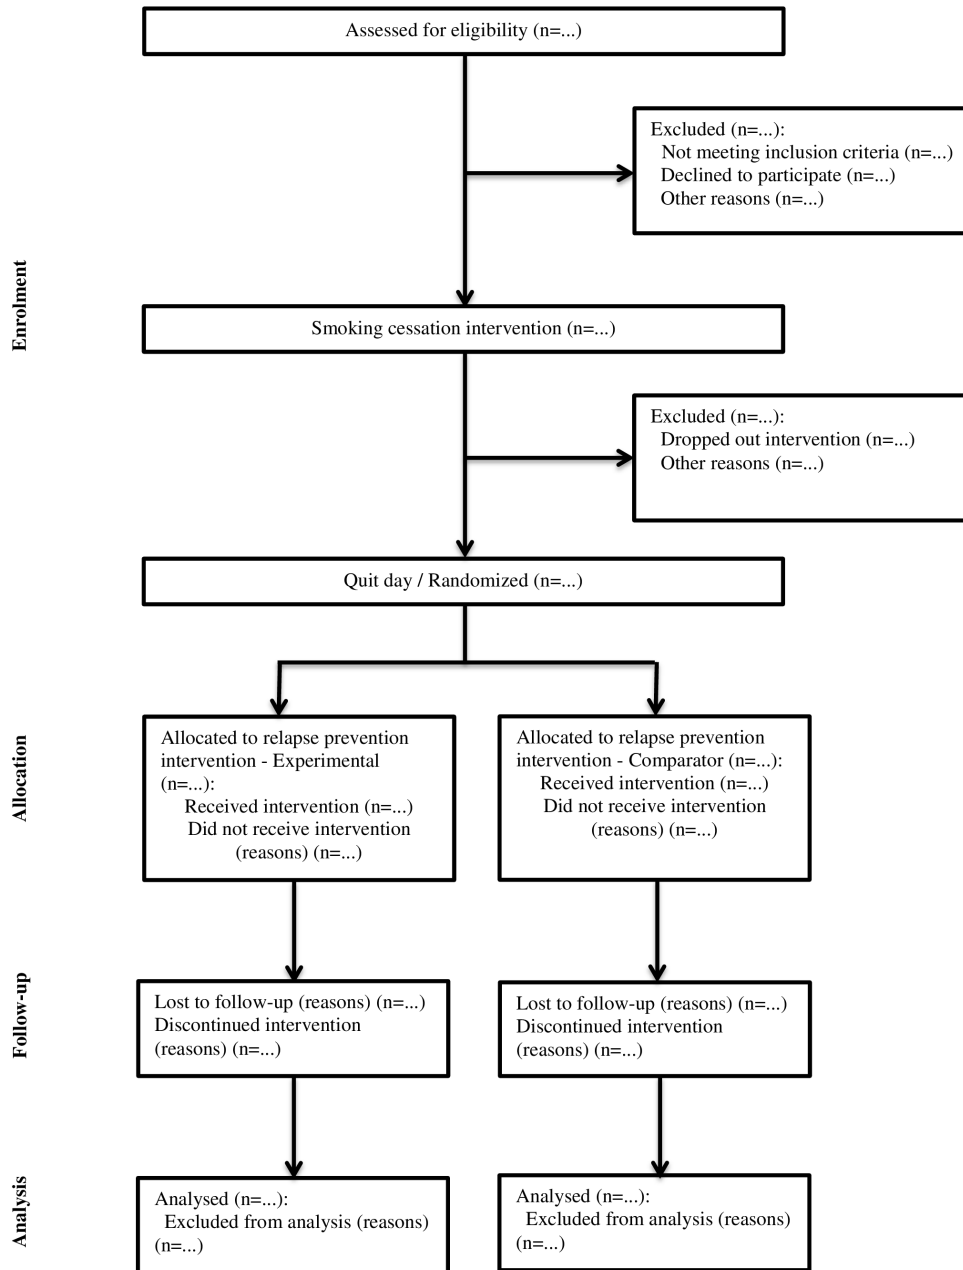 Assessed for eligibility (n=...)
Excluded (n=...):
Not meeting inclusion criteria (n=...)
Declined to participate (n=...)
Other reasons (n=...)
Enrolment
Smoking cessation intervention (n=...)
Excluded (n=...):
Dropped out intervention (n=...)
Other reasons (n=...)
Quit day / Randomized (n=...)
Allocation
Allocated to relapse prevention
intervention - Experimental
(n=...):
Received intervention (n=...)
Did not receive intervention
(reasons) (n=...)
Allocated to relapse prevention
intervention - Comparator (n=...):
Received intervention (n=...)
Did not receive intervention
(reasons) (n=...)
Follow-up
Lost to follow-up (reasons) (n=...)
Discontinued intervention
(reasons) (n=...)
Lost to follow-up (reasons) (n=...)
Discontinued intervention
(reasons) (n=...)
Analysis
Analysed (n=...):
Excluded from analysis (reasons)
(n=...)
Analysed (n=...):
Excluded from analysis (reasons)
(n=...)